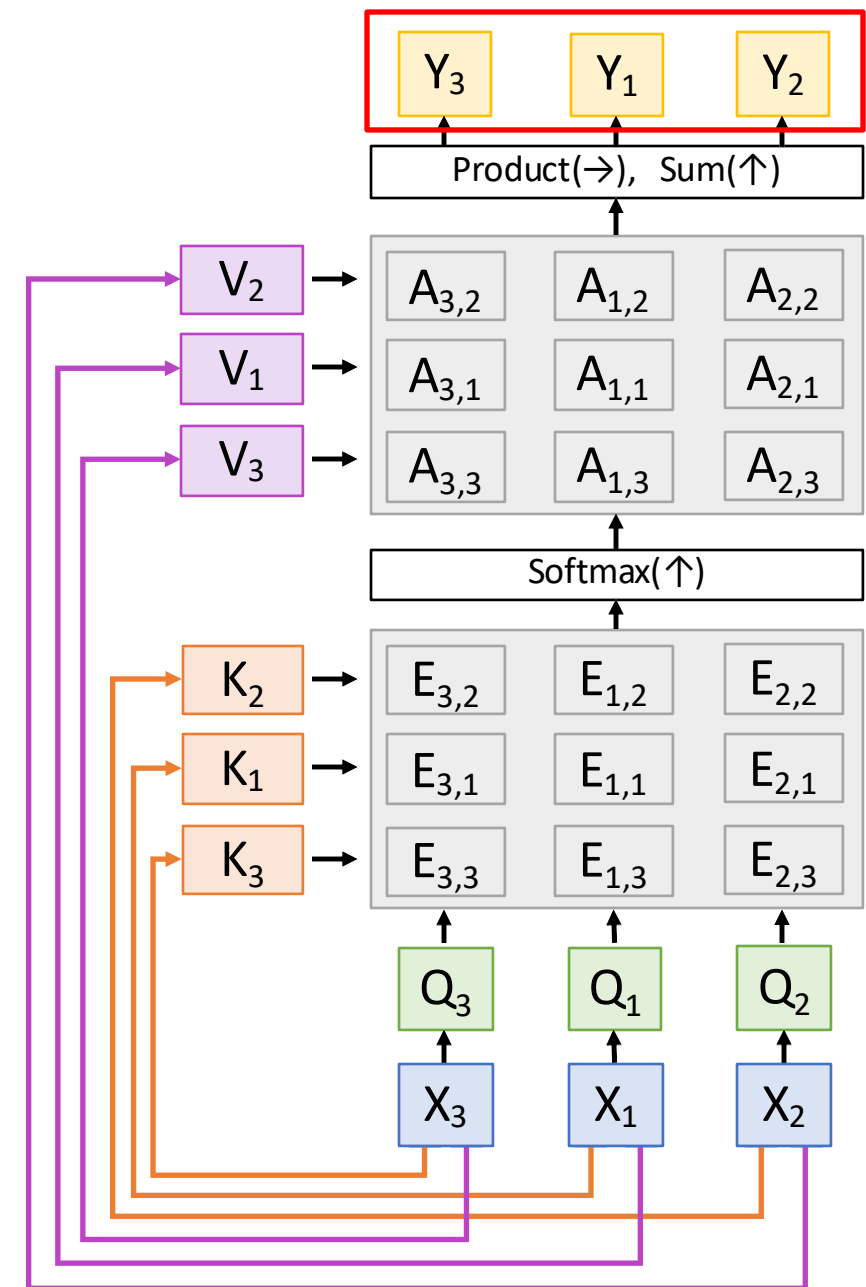 Y3 Y1 Y2
Product(→), Sum(↑)
V2 A3,2 A1,2 A2,2
V1 A3,1 A1,1 A2,1
V3 A3,3 A1,3 A2,3
Softmax(↑)
K2 E3,2 E1,2 E2,2
K1 E3,1 E1,1 E2,1
K3 E3,3 E1,3 E2,3
Q3 Q1 Q2
X3 X1 X2